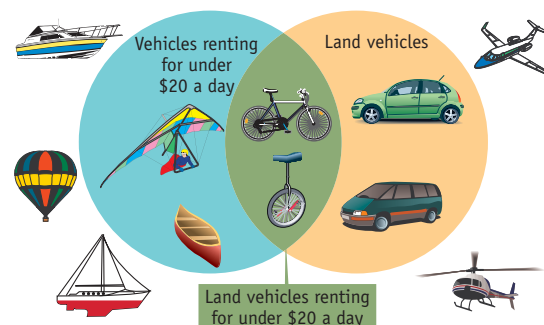 Vehicles renting
for under
$20 a day
Land vehicles
Land vehicles renting
for under $20 a day